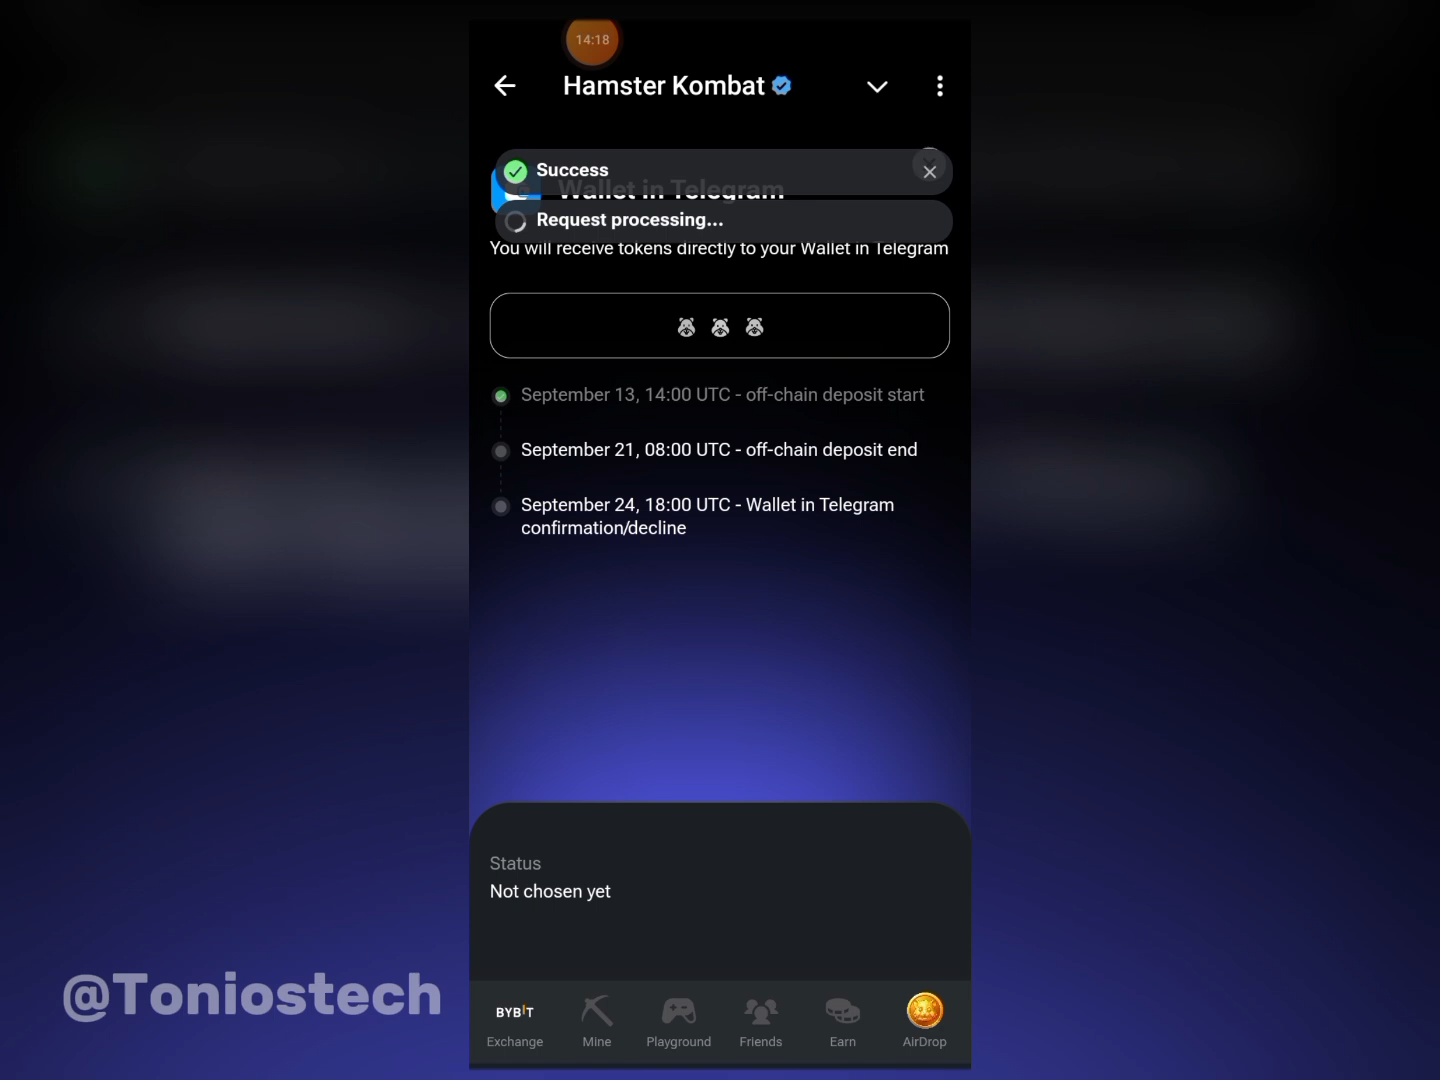 14:18
Hamster Kombat
Success
Wallet in Telegram
Request processing...
You will receive tokens directly to your Wallet in Telegram
September 13, 14:00 UTC - off-chain deposit start
September 21, 08:00 UTC - off-chain deposit end
September 24, 18:00 UTC - Wallet in Telegram
confirmation/decline
Status
Not chosen yet
@Toniostech
BYBIT
Exchange
Mine
Playground
Friends
Earn
AirDrop